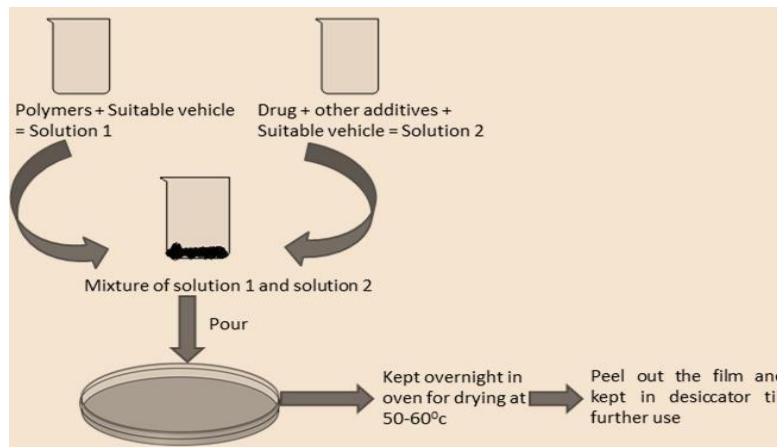 Polymers + Suitable vehicle
= Solution 1
Drug + other additives +
Suitable vehicle = Solution 2
Mixture of solution 1 and solution 2
Pour
Kept overnight in
oven for drying at
50-60⁰c
Peel out the film and
kept in desiccator ti
further use